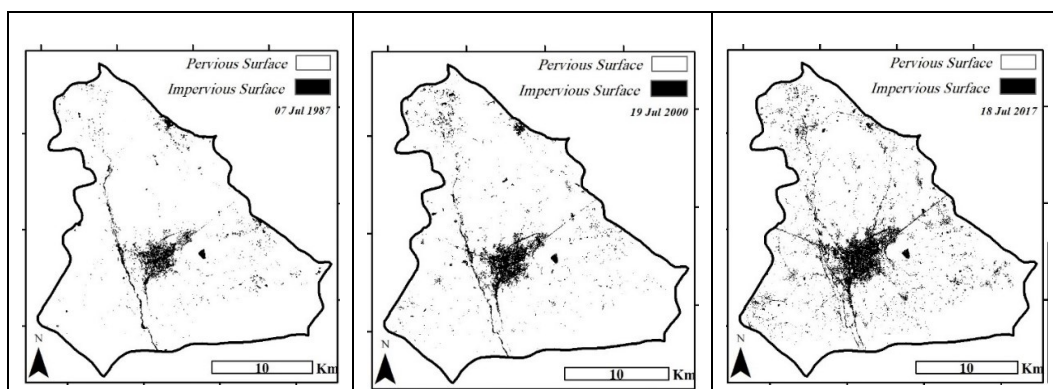 Pervious Surface
Impervious Surface
07 Jul 1987
N
10 Km
Pervious Surface
Impervious Surface
19 Jul 2000
N
10 Km
Pervious Surface
Impervious Surface
18 Jul 2017
N
10 Km